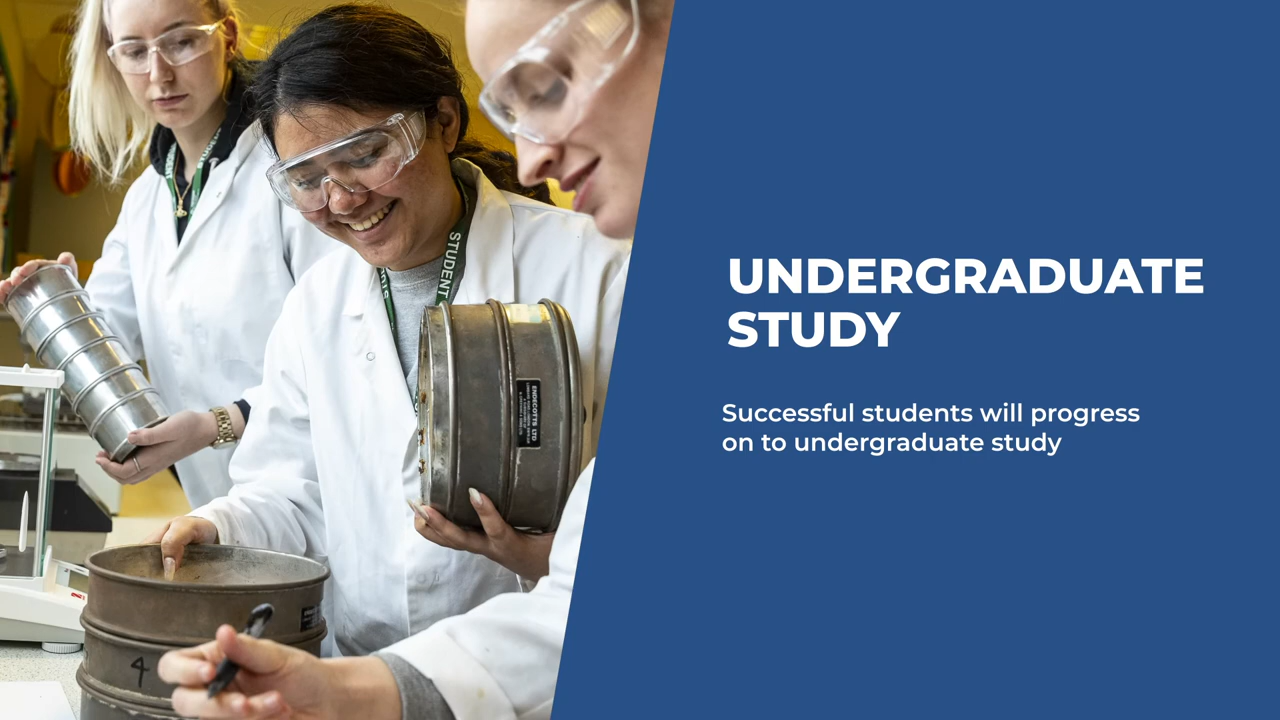 UNDERGRADUATE
STUDY
Successful students will progress
on to undergraduate study
STUDENT
ENDECOTTS LTD
4